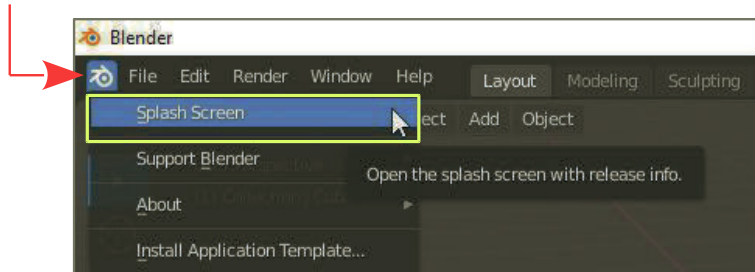 Blender
File Edit Render Window Help Layout Modeling Sculpting
Splash Screen
ect Add Object
Support Blender
Open the splash screen with release info.
About
Install Application Template...